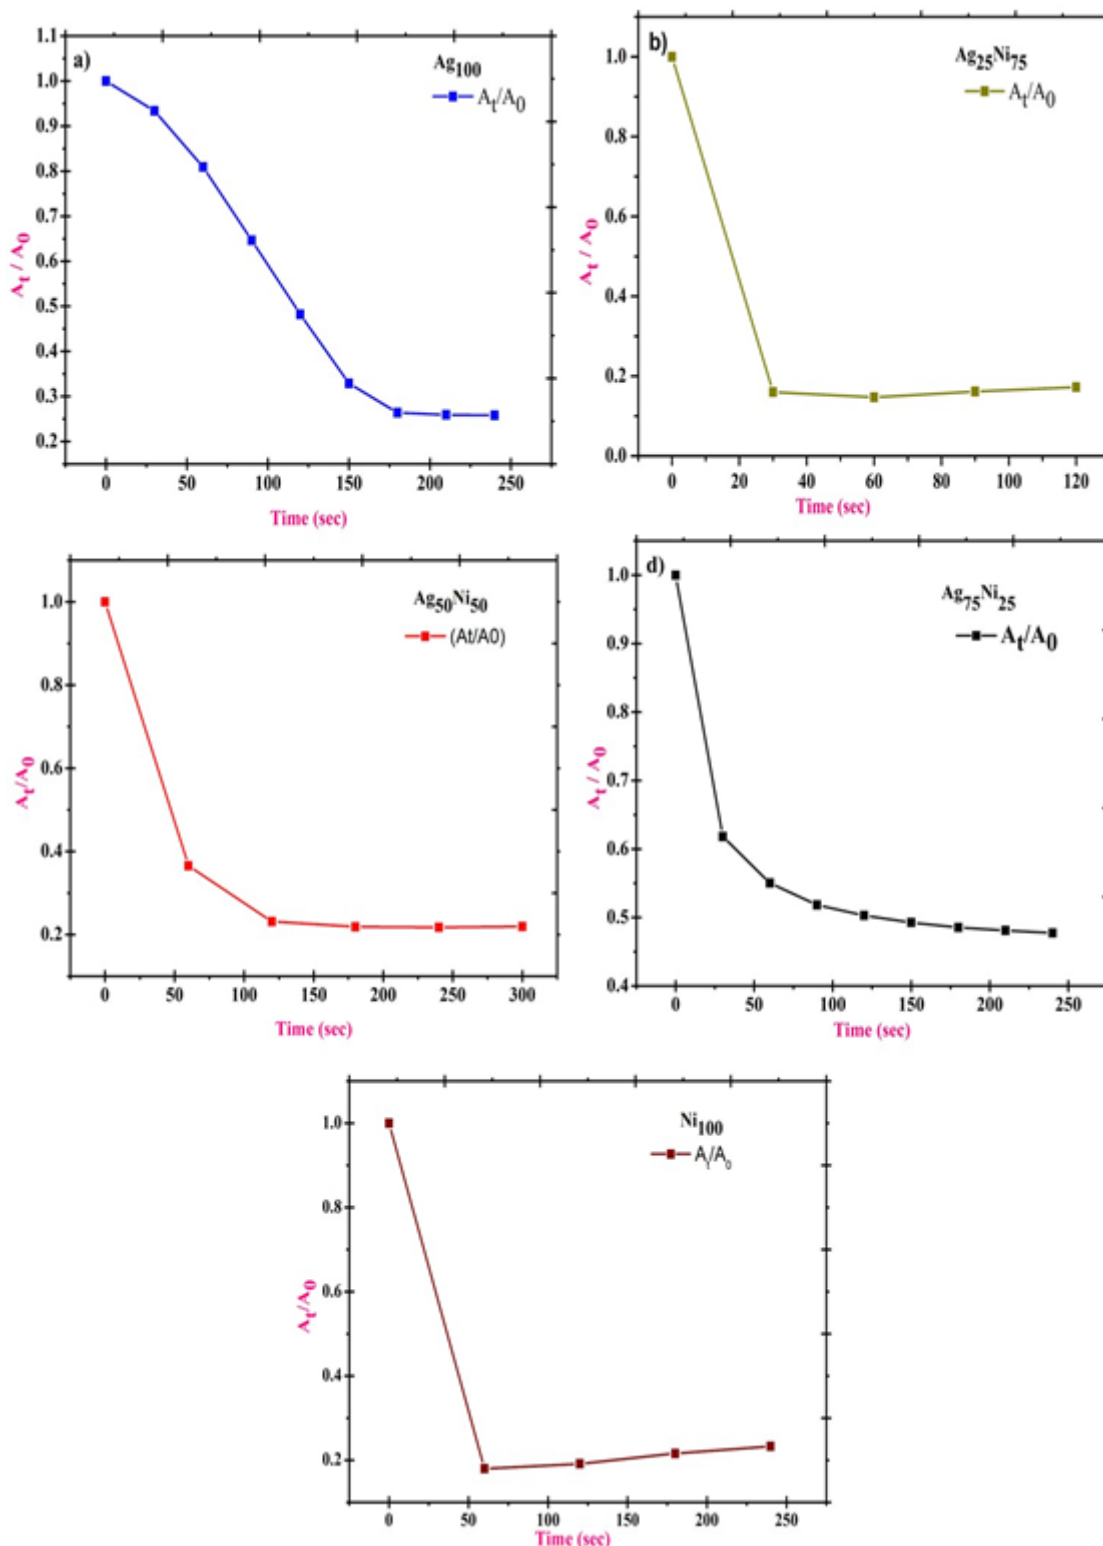 a)
Ag100
At/A0
1.1
1.0
0.9
0.8
0.7
0.6
0.5
0.4
0.3
0.2
At / A0
0 50 100 150 200 250
Time (sec)
b)
Ag25Ni75
At/A0
1.0
0.8
0.6
0.4
0.2
0.0
At / A0
0 20 40 60 80 100 120
Time (sec)
Ag50Ni50
(At/A0)
1.0
0.8
0.6
0.4
0.2
At/A0
0 50 100 150 200 250 300
Time (sec)
d)
Ag75Ni25
At/A0
1.0
0.9
0.8
0.7
0.6
0.5
0.4
At / A0
0 50 100 150 200 250
Time (sec)
Ni100
At/A0
1.0
0.8
0.6
0.4
0.2
At/A0
0 50 100 150 200 250
Time (sec)